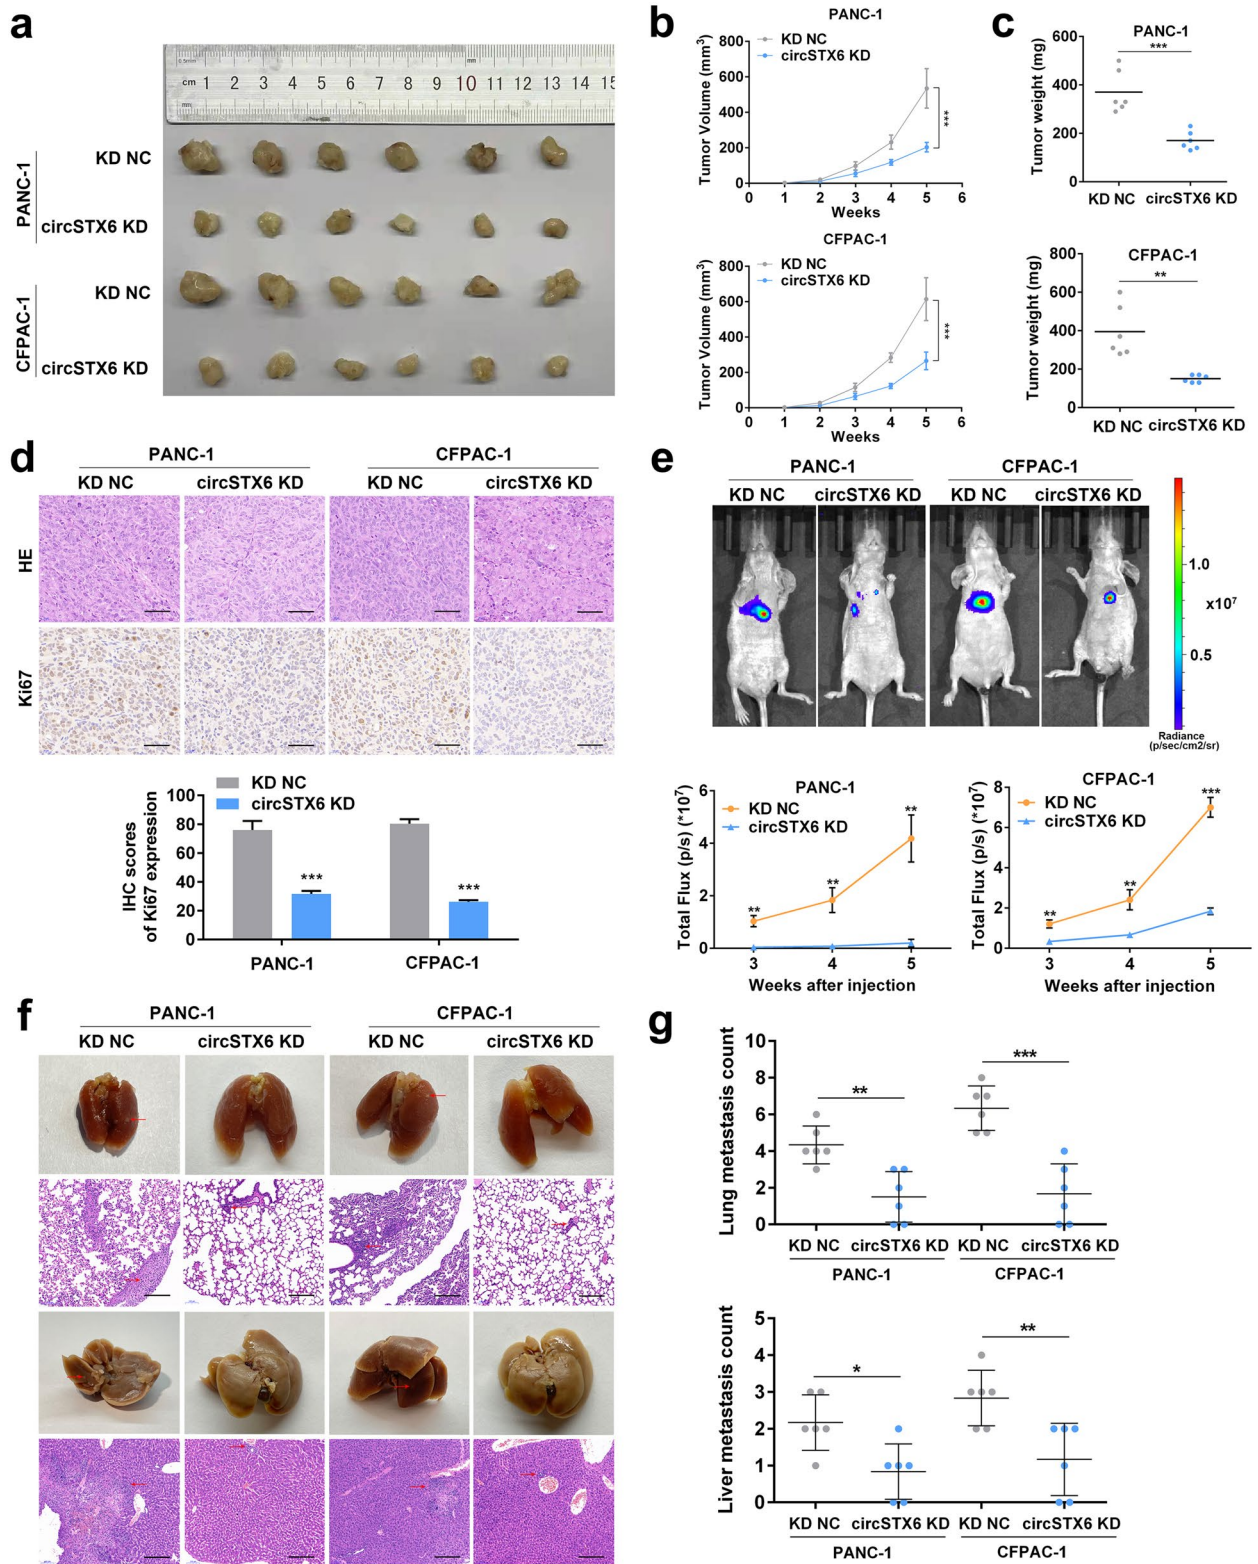 a
0.5mm
mm
cm 1 2 3 4 5 6 7 8 9 10 11 12 13 14 15
mm
PANC-1
KD NC
circSTX6 KD
CFPAC-1
KD NC
circSTX6 KD
b
PANC-1
KD NC
circSTX6 KD
Tumor Volume (mm³)
800
600
400
200
0
***
0 1 2 3 4 5 6
Weeks
CFPAC-1
KD NC
circSTX6 KD
Tumor Volume (mm³)
800
600
400
200
0
***
0 1 2 3 4 5 6
Weeks
c
PANC-1
***
Tumor weight (mg)
600
400
200
0
KD NC circSTX6 KD
CFPAC-1
**
Tumor weight (mg)
800
600
400
200
0
KD NC circSTX6 KD
d
PANC-1 CFPAC-1
KD NC circSTX6 KD KD NC circSTX6 KD
HE
Ki67
KD NC
circSTX6 KD
IHC scores
of Ki67 expression
100
80
60
40
20
0
*** ***
PANC-1 CFPAC-1
e
PANC-1 CFPAC-1
KD NC circSTX6 KD KD NC circSTX6 KD
1.0
x10⁷
0.5
Radiance
(p/sec/cm2/sr)
PANC-1
KD NC
circSTX6 KD
Total Flux (p/s) (*10⁷)
6
4
2
0
** ** **
3 4 5
Weeks after injection
CFPAC-1
KD NC
circSTX6 KD
Total Flux (p/s) (*10⁷)
8
6
4
2
0
** ** ***
3 4 5
Weeks after injection
f
PANC-1 CFPAC-1
KD NC circSTX6 KD KD NC circSTX6 KD
g
Lung metastasis count
10
8
6
4
2
0
** ***
KD NC circSTX6 KD KD NC circSTX6 KD
PANC-1 CFPAC-1
Liver metastasis count
5
4
3
2
1
0
* **
KD NC circSTX6 KD KD NC circSTX6 KD
PANC-1 CFPAC-1